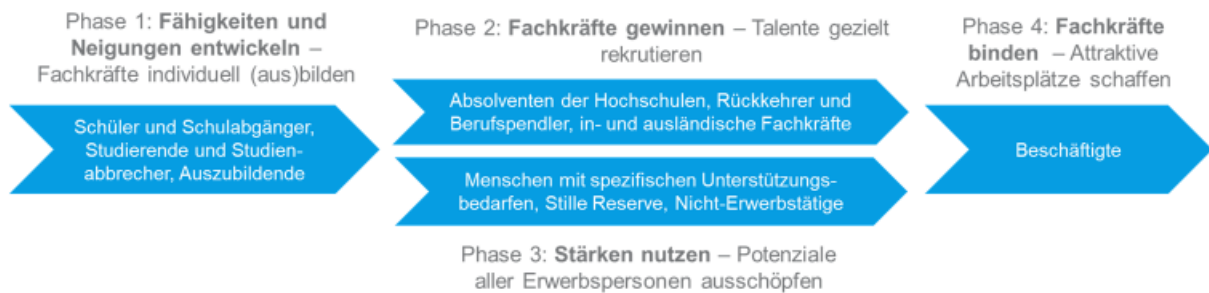 Phase 1: Fähigkeiten und
Neigungen entwickeln –
Fachkräfte individuell (aus)bilden
Schüler und Schulabgänger,
Studierende und Studien-
abbrecher, Auszubildende
Phase 2: Fachkräfte gewinnen – Talente gezielt
rekrutieren
Absolventen der Hochschulen, Rückkehrer und
Berufspendler, in- und ausländische Fachkräfte
Menschen mit spezifischen Unterstützungs-
bedarfen, Stille Reserve, Nicht-Erwerbstätige
Phase 3: Stärken nutzen – Potenziale
aller Erwerbspersonen ausschöpfen
Phase 4: Fachkräfte
binden – Attraktive
Arbeitsplätze schaffen
Beschäftigte